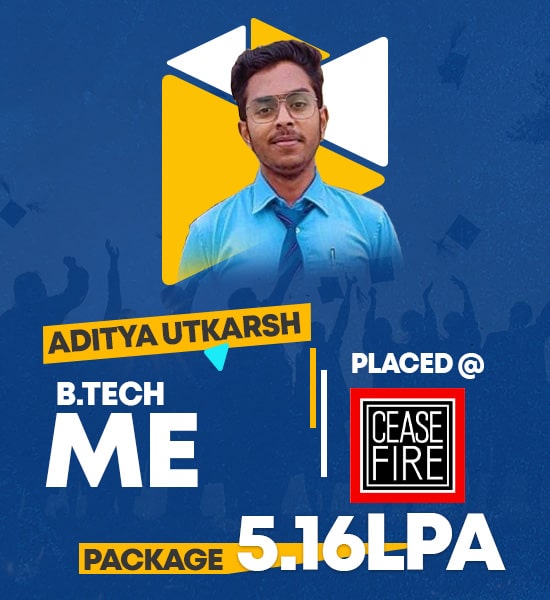 ADITYA UTKARSH
B.TECH
ME
PLACED @
CEASE
FIRE
PACKAGE 5.16LPA